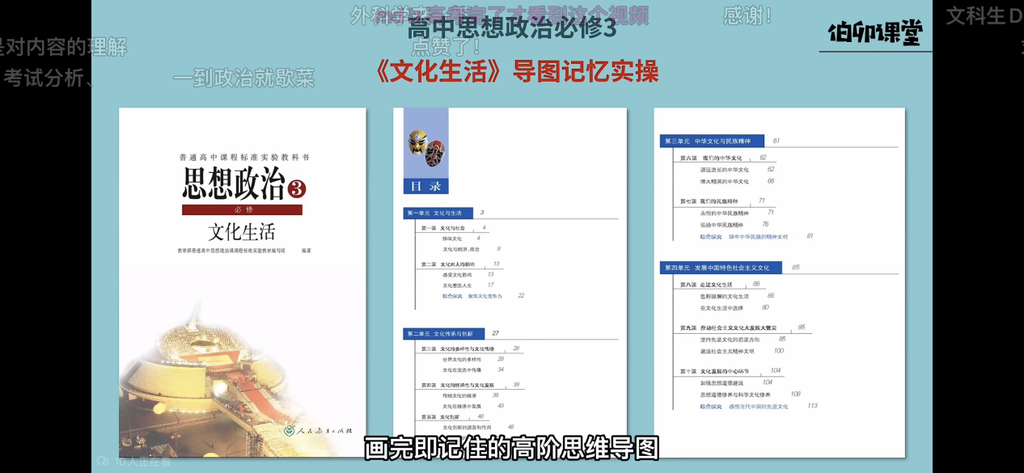 外科学
高考完了才看到这个视频
感谢！
文科生D
高中思想政治必修3
伯卯课堂
是对内容的理解
点赞了！
考试分析、
一到政治就歇菜
《文化生活》导图记忆实操
普通高中课程标准实验教科书
思想政治3
必修
文化生活
教育部普通高中思想政治课课程标准实验教材编写组 编著
人民教育出版社
目录
第一单元 文化与生活 3
第一课 文化与社会 4
体味文化 4
文化与经济、政治 8
第二课 文化对人的影响 13
感受文化影响 13
文化塑造人生 17
综合探究 聚焦文化竞争力 22
第二单元 文化传承与创新 27
第三课 文化的多样性与文化传播 28
世界文化的多样性 28
文化在交流中传播 34
第四课 文化的继承性与文化发展 39
传统文化的继承 39
文化在继承中发展 43
第五课 文化创新 48
文化创新的源泉和作用 48
第三单元 中华文化与民族精神 61
第六课 我们的中华文化 62
源远流长的中华文化 62
博大精深的中华文化 66
第七课 我们的民族精神 71
永恒的中华民族精神 71
弘扬中华民族精神 76
综合探究 铸牢中华民族的精神支柱 81
第四单元 发展中国特色社会主义文化 85
第八课 走进文化生活 86
色彩斑斓的文化生活 86
在文化生活中选择 90
第九课 推动社会主义文化大发展大繁荣 95
坚持先进文化的前进方向 95
建设社会主义精神文明 100
第十课 文化发展的中心环节 104
加强思想道德建设 104
思想道德修养与科学文化修养 108
综合探究 感悟当代中国的先进文化 113
画完即记住的高阶思维导图
10人正在看